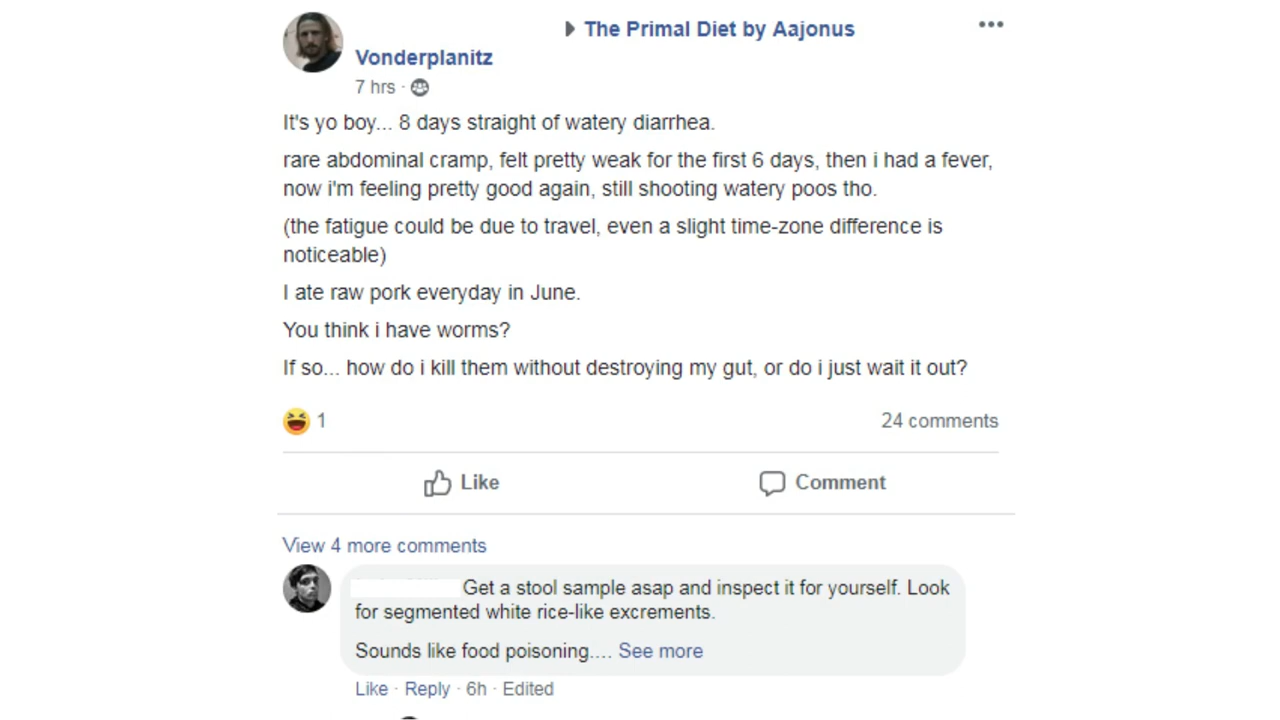 The Primal Diet by Aajonus
Vonderplanitz
7 hrs ·
It's yo boy... 8 days straight of watery diarrhea.
rare abdominal cramp, felt pretty weak for the first 6 days, then i had a fever,
now i'm feeling pretty good again, still shooting watery poos tho.
(the fatigue could be due to travel, even a slight time-zone difference is
noticeable)
I ate raw pork everyday in June.
You think i have worms?
If so... how do i kill them without destroying my gut, or do i just wait it out?
1 24 comments
Like Comment
View 4 more comments
Get a stool sample asap and inspect it for yourself. Look
for segmented white rice-like excrements.
Sounds like food poisoning.... See more
Like · Reply · 6h · Edited